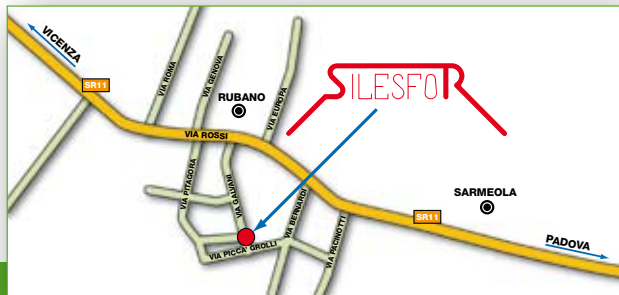 VICENZA
SR11
VIA ROMA
VIA GENOVA
RUBANO
VIA EUROPA
SILESFOR
VIA ROSSI
VIA PITAGORA
VIA GALVANI
VIA BERNARDI
VIA PACINOTTI
VIA PICCA' GROLLI
SARMEOLA
SR11
PADOVA